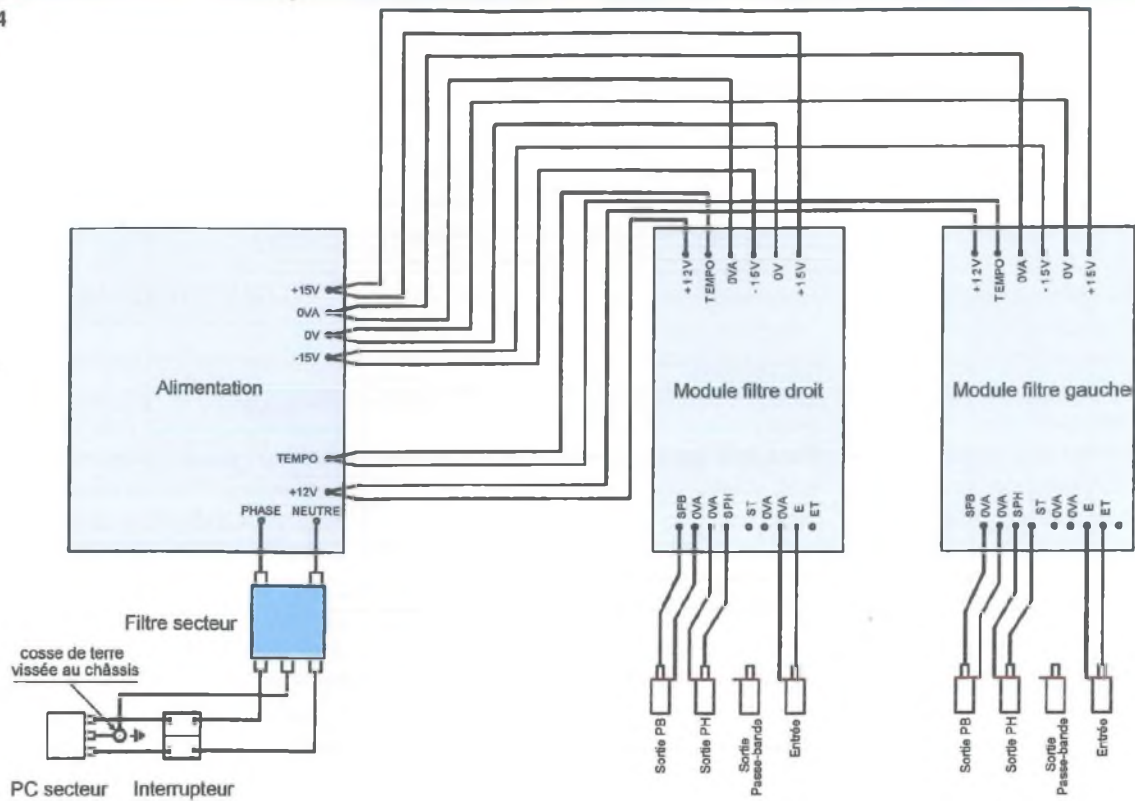 4
+15V
0VA
0V
-15V
Alimentation
TEMPO
+12V
PHASE NEUTRE
Filtre secteur
cosse de terre
vissée au châssis
PC secteur
Interrupteur
+12V
TEMPO
0VA
-15V
0V
+15V
Module filtre droit
SPB
0VA
0VA
SPH
ST
0VA
0VA
E
ET
Sortie PB
Sortie PH
Sortie
Passe-bande
Entrée
+12V
TEMPO
0VA
-15V
0V
+15V
Module filtre gauche
SPB
0VA
0VA
SPH
ST
0VA
0VA
E
ET
Sortie PB
Sortie PH
Sortie
Passe-bande
Entrée